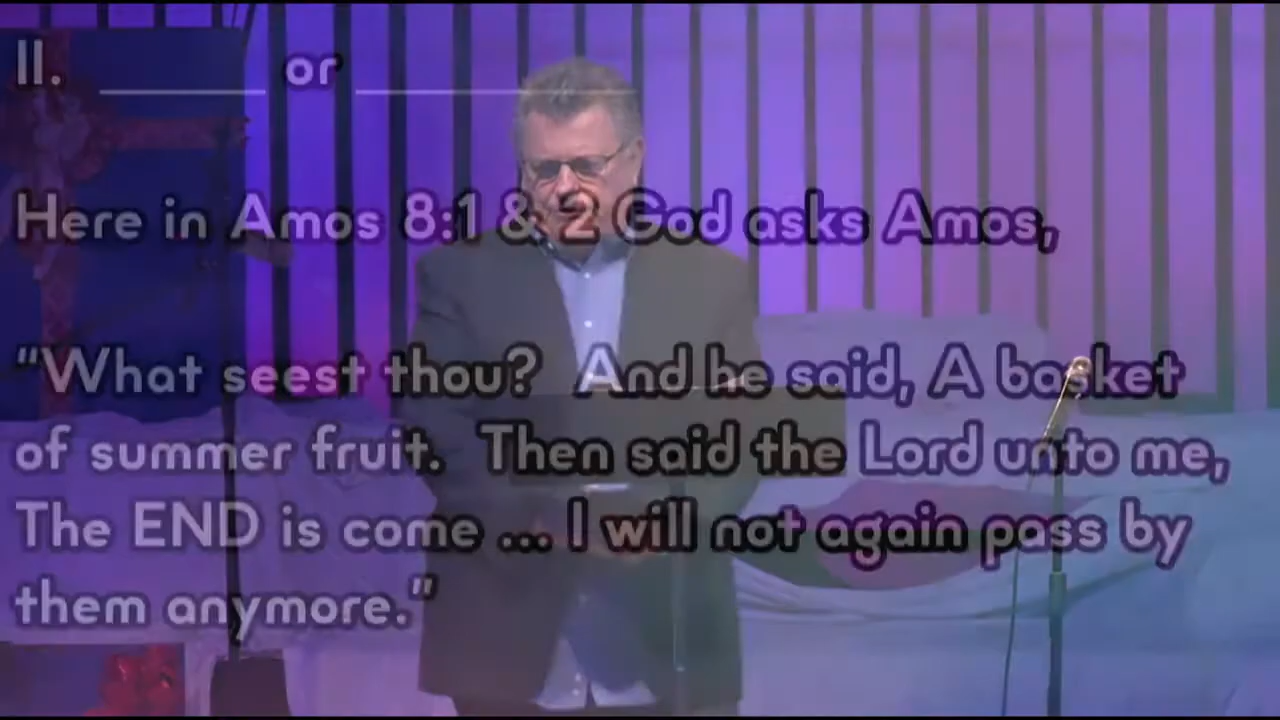 II. ________ or ____________
Here in Amos 8:1 & 2 God asks Amos,
“What seest thou?  And he said, A basket
of summer fruit.  Then said the Lord unto me,
The END is come ... I will not again pass by
them anymore.”